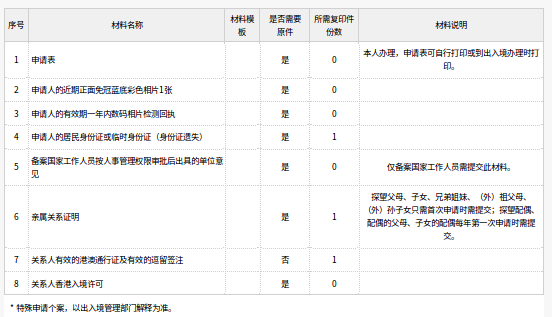 序号 材料名称 材料模板 是否需要原件 所需复印件份数 材料说明
1 申请表 是 0 本人办理，申请表可自行打印或到出入境办理时打印。
2 申请人的近期正面免冠蓝底彩色相片1张 是 0
3 申请人的有效期一年内数码相片检测回执 是 0
4 申请人的居民身份证或临时身份证（身份证遗失） 是 1
5 备案国家工作人员按人事管理权限审批后出具的单位意见 是 0 仅备案国家工作人员需提交此材料。
6 亲属关系证明 是 1 探望父母、子女、兄弟姐妹、（外）祖父母、（外）孙子女只需首次申请时需提交；探望配偶、配偶的父母、子女的配偶每年第一次申请时需提交。
7 关系人有效的港澳通行证及有效的逗留签注 否 1
8 关系人香港入境许可 是 0
* 特殊申请个案，以出入境管理部门解释为准。